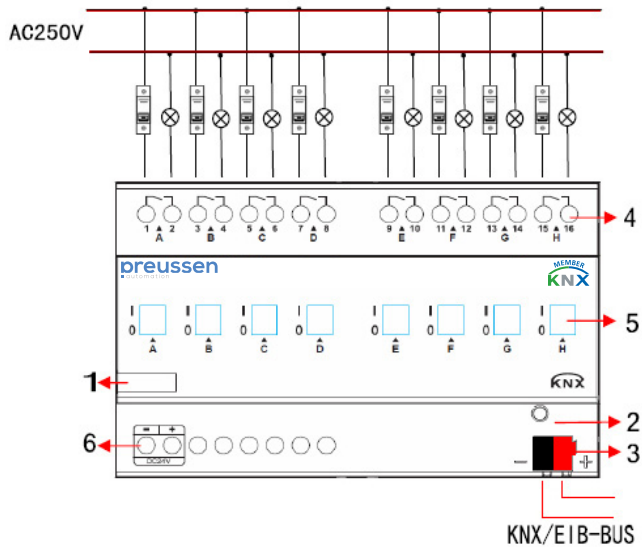 AC250V
1 2 3 4 5 6 7 8 9 10 11 12 13 14 15 16
A B C D E F G H
4
preussen
automation
MEMBER
KNX
I I I I I I I I
0 0 0 0 0 0 0 0
5
A B C D E F G H
1
KNX
2
- +
6
DC24V
3
- +
KNX/EIB-BUS